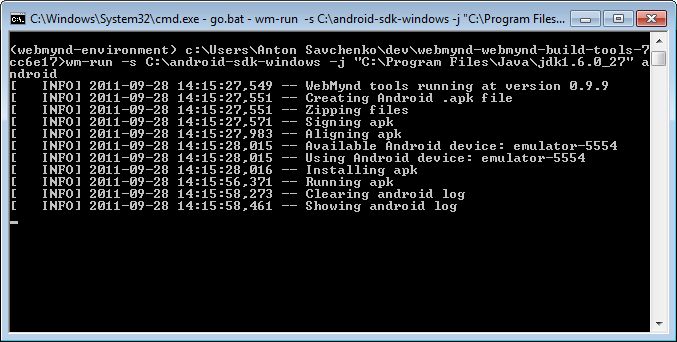 C:\Windows\System32\cmd.exe - go.bat - wm-run -s C:\android-sdk-windows -j "C:\Program Files...
(webmynd-environment) c:\Users\Anton Savchenko\dev\webmynd-webmynd-build-tools-7
cc6e17>wm-run -s C:\android-sdk-windows -j "C:\Program Files\Java\jdk1.6.0_27" a
ndroid
[   INFO] 2011-09-28 14:15:27,549 -- WebMynd tools running at version 0.9.9
[   INFO] 2011-09-28 14:15:27,551 -- Creating Android .apk file
[   INFO] 2011-09-28 14:15:27,551 -- Zipping files
[   INFO] 2011-09-28 14:15:27,571 -- Signing apk
[   INFO] 2011-09-28 14:15:27,983 -- Aligning apk
[   INFO] 2011-09-28 14:15:28,015 -- Available Android device: emulator-5554
[   INFO] 2011-09-28 14:15:28,015 -- Using Android device: emulator-5554
[   INFO] 2011-09-28 14:15:28,016 -- Installing apk
[   INFO] 2011-09-28 14:15:56,371 -- Running apk
[   INFO] 2011-09-28 14:15:58,273 -- Clearing android log
[   INFO] 2011-09-28 14:15:58,461 -- Showing android log